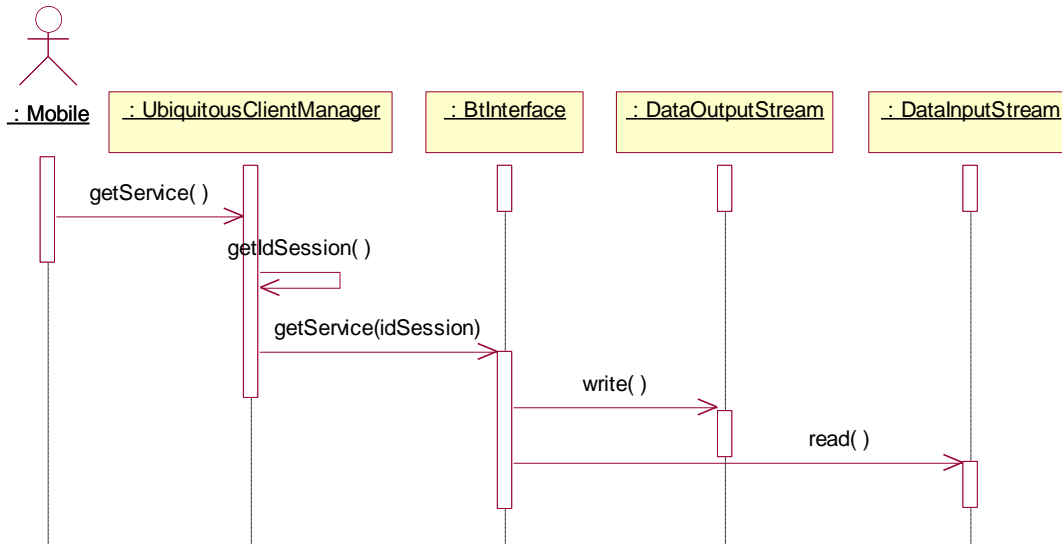 : Mobile
: UbiquitousClientManager
: BtInterface
: DataOutputStream
: DataInputStream
getService( )
getIdSession( )
getService(idSession)
write( )
read( )